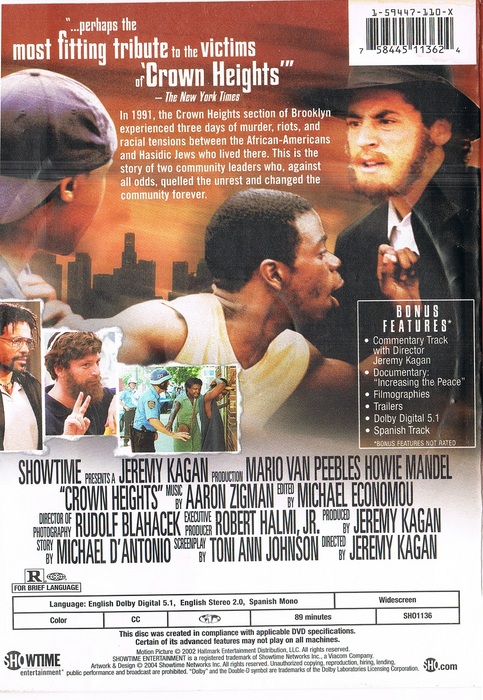 "...perhaps the
most fitting tribute to the victims
of 'Crown Heights'"
— The New York Times
1-59447-110-X
7 58445 11362 4
In 1991, the Crown Heights section of Brooklyn
experienced three days of murder, riots, and
racial tensions between the African-Americans
and Hasidic Jews who lived there. This is the
story of two community leaders who, against
all odds, quelled the unrest and changed the
community forever.
BONUS
FEATURES*
• Commentary Track
with Director
Jeremy Kagan
• Documentary:
"Increasing the Peace"
• Filmographies
• Trailers
• Dolby Digital 5.1
• Spanish Track
*BONUS FEATURES NOT RATED
SHOWTIME PRESENTS A JEREMY KAGAN PRODUCTION MARIO VAN PEEBLES HOWIE MANDEL
"CROWN HEIGHTS" MUSIC BY AARON ZIGMAN EDITED BY MICHAEL ECONOMOU
DIRECTOR OF PHOTOGRAPHY RUDOLF BLAHACEK EXECUTIVE PRODUCER ROBERT HALMI, JR. PRODUCED BY JEREMY KAGAN
STORY BY MICHAEL D'ANTONIO SCREENPLAY BY TONI ANN JOHNSON DIRECTED BY JEREMY KAGAN
R
FOR BRIEF LANGUAGE
Language: English Dolby Digital 5.1, English Stereo 2.0, Spanish Mono
Widescreen
Color
CC
89 minutes
SHO1136
This disc was created in compliance with applicable DVD specifications.
Certain of its advanced features may not play on all machines.
Motion Picture © 2002 Hallmark Entertainment Distribution, LLC. All rights reserved.
SHOWTIME ENTERTAINMENT is a registered trademark of Showtime Networks Inc., a Viacom Company.
Artwork & Design © 2004 Showtime Networks Inc. All rights reserved. Unauthorized copying, reproduction, hiring, lending,
public performance and broadcast are prohibited. "Dolby" and the Double-D symbol are trademarks of the Dolby Laboratories Licensing Corporation.
SHOWTIME
entertainment
SHO.com